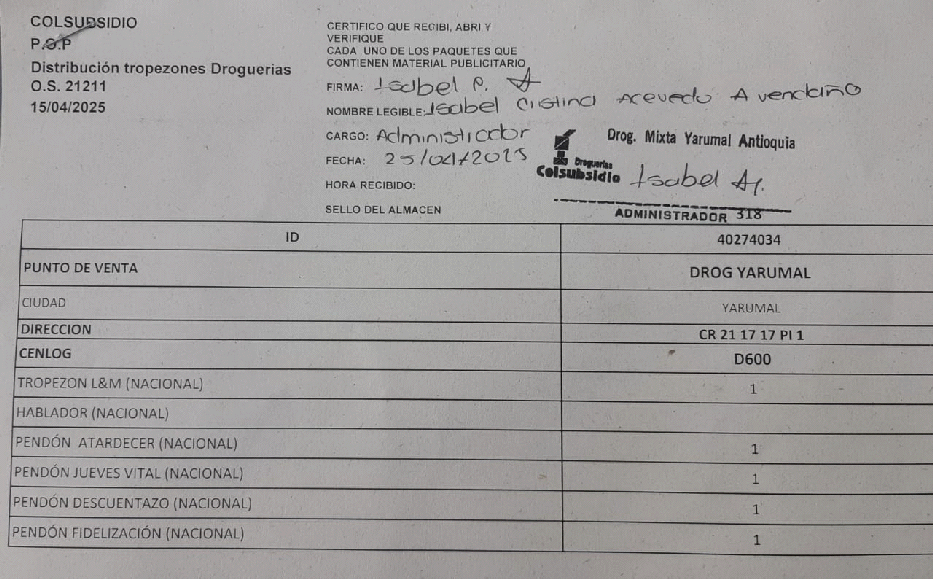 COLSUBSIDIO
P.O.P
Distribución tropezones Droguerias
O.S. 21211
15/04/2025
CERTIFICO QUE RECIBI, ABRI Y
VERIFIQUE
CADA UNO DE LOS PAQUETES QUE
CONTIENEN MATERIAL PUBLICITARIO
FIRMA: Isabel P. A
NOMBRE LEGIBLE: Isabel Cistina Acevedo Avendaño
CARGO: Administrador
FECHA: 25/04/2025
HORA RECIBIDO:
SELLO DEL ALMACEN
Drog. Mixta Yarumal Antioquia
Droguerías
Colsubsidio
Isabel A.
ADMINISTRADOR 318
ID 40274034
PUNTO DE VENTA DROG YARUMAL
CIUDAD YARUMAL
DIRECCION CR 21 17 17 PI 1
CENLOG D600
TROPEZON L&M (NACIONAL) 1
HABLADOR (NACIONAL)
PENDÓN ATARDECER (NACIONAL) 1
PENDÓN JUEVES VITAL (NACIONAL) 1
PENDÓN DESCUENTAZO (NACIONAL) 1
PENDÓN FIDELIZACIÓN (NACIONAL) 1